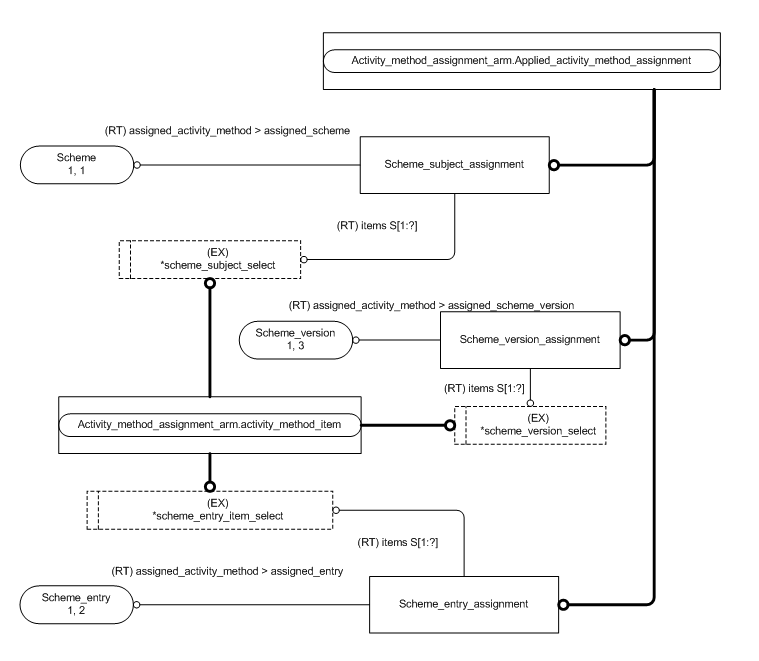 Activity_method_assignment_arm.Applied_activity_method_assignment
(RT) assigned_activity_method > assigned_scheme
Scheme
1, 1
Scheme_subject_assignment
(RT) items S[1:?]
(EX)
*scheme_subject_select
(RT) assigned_activity_method > assigned_scheme_version
Scheme_version
1, 3
Scheme_version_assignment
(RT) items S[1:?]
(EX)
*scheme_version_select
Activity_method_assignment_arm.activity_method_item
(EX)
*scheme_entry_item_select
(RT) items S[1:?]
(RT) assigned_activity_method > assigned_entry
Scheme_entry
1, 2
Scheme_entry_assignment